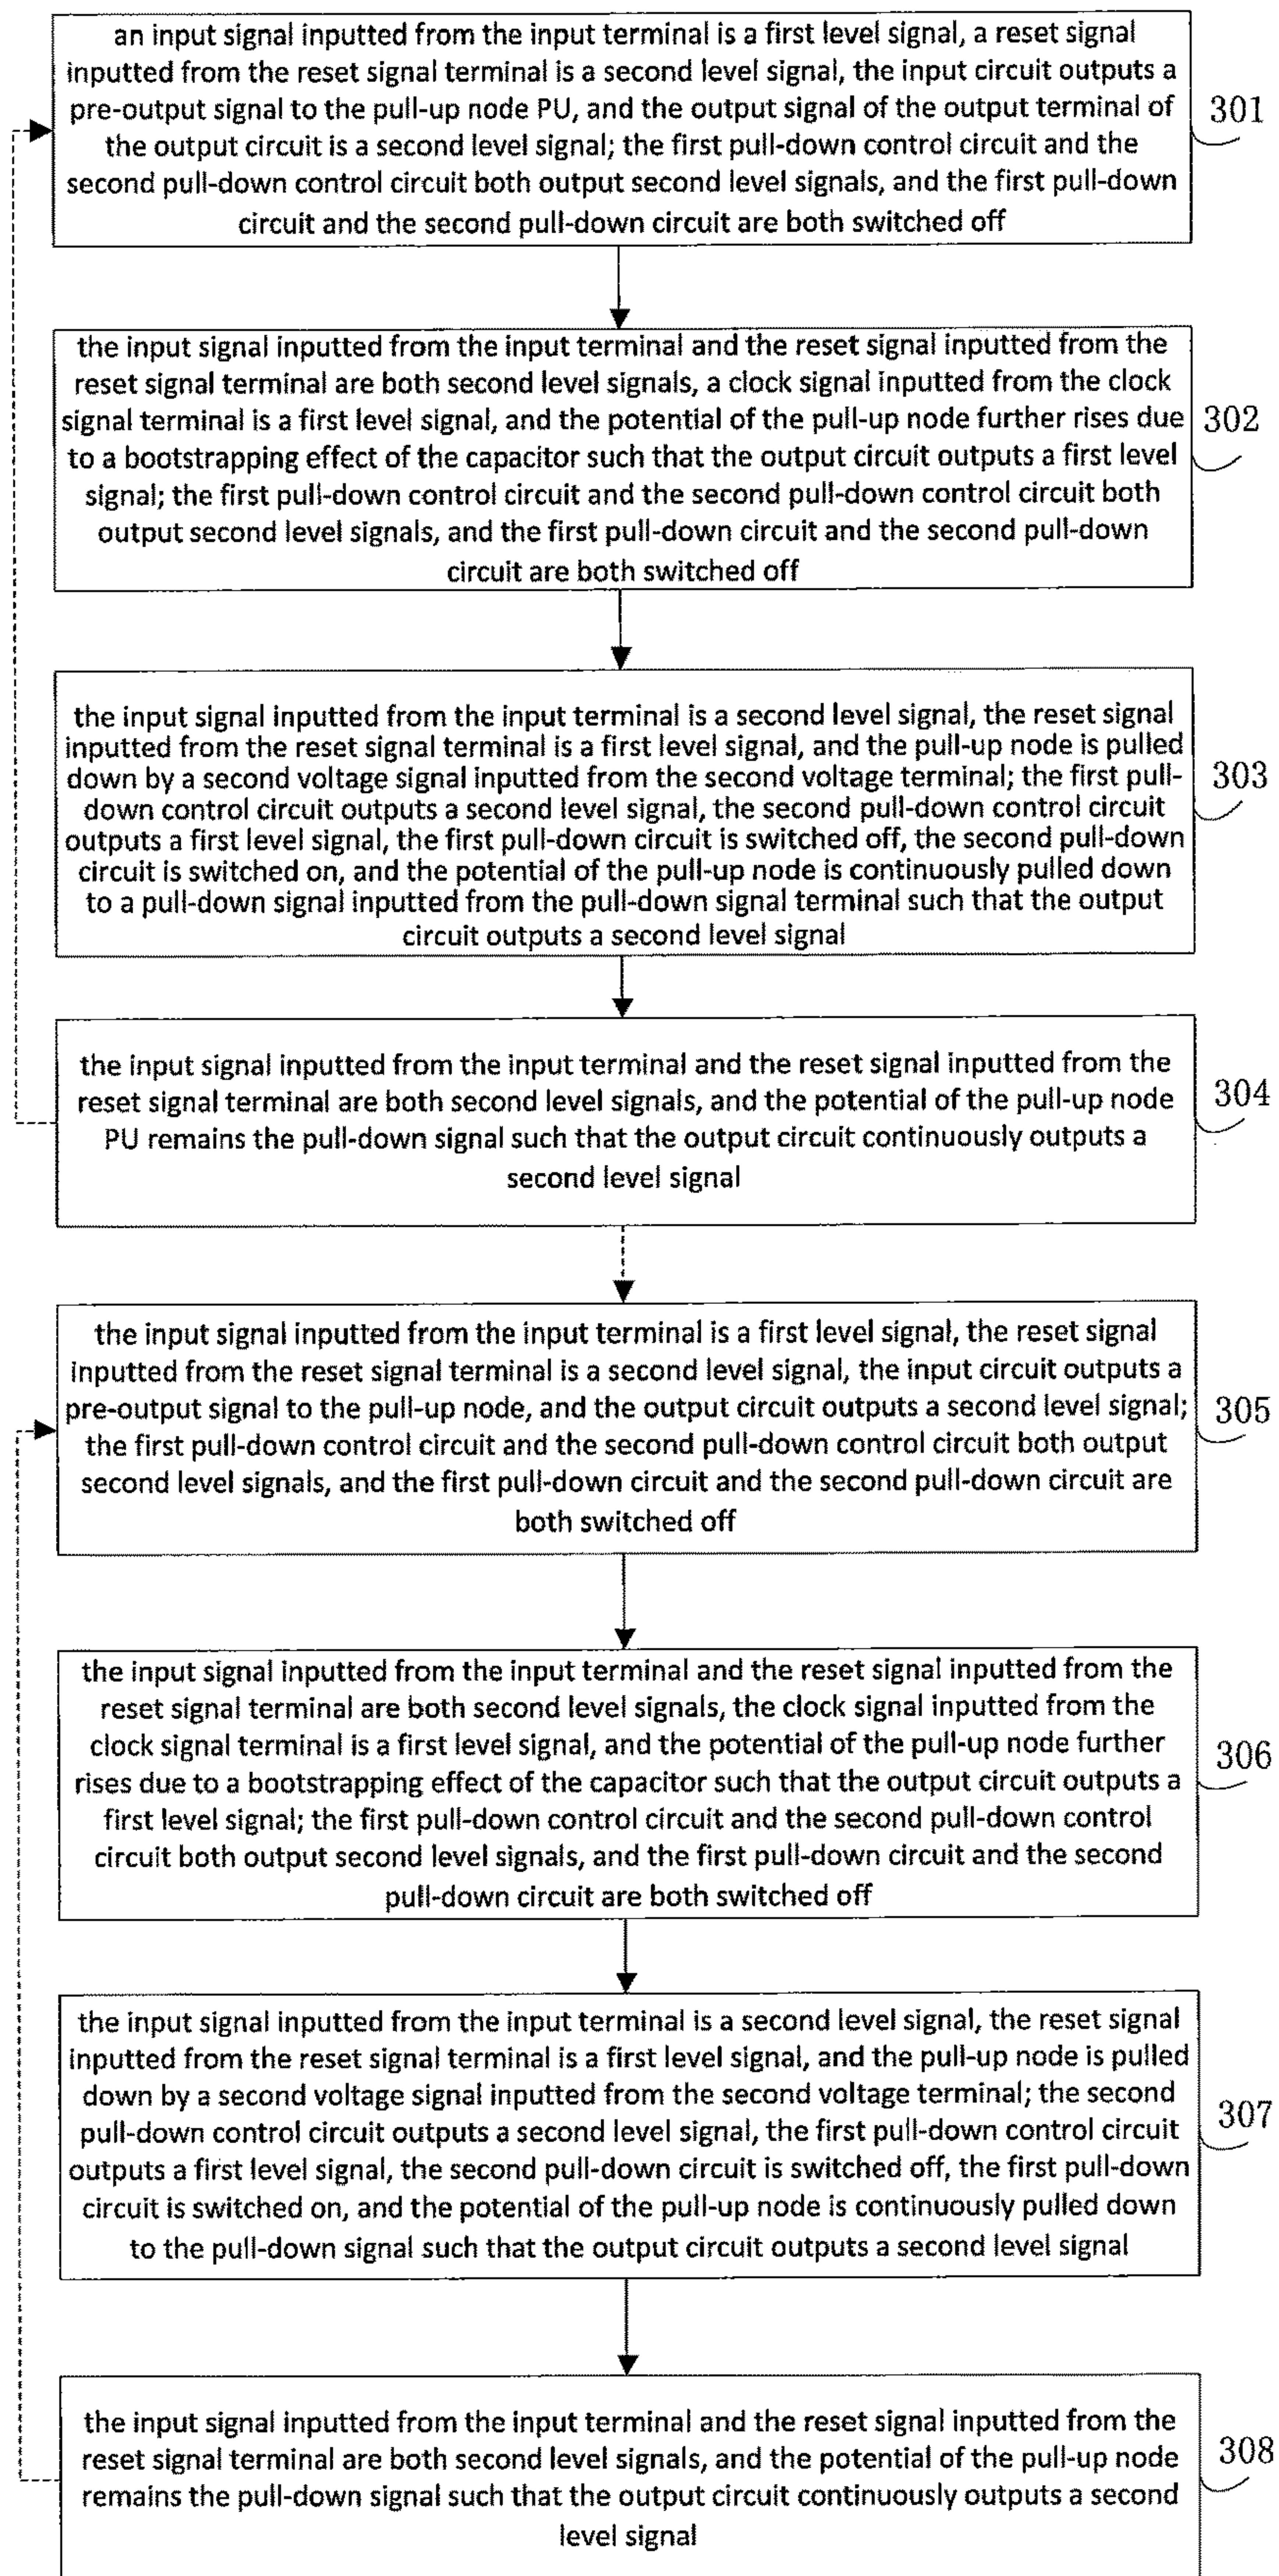 an input signal inputted from the input terminal is a first level signal, a reset signal
inputted from the reset signal terminal is a second level signal, the input circuit outputs a
pre-output signal to the pull-up node PU, and the output signal of the output terminal of
the output circuit is a second level signal; the first pull-down control circuit and the
second pull-down control circuit both output second level signals, and the first pull-down
circuit and the second pull-down circuit are both switched off
301
the input signal inputted from the input terminal and the reset signal inputted from the
reset signal terminal are both second level signals, a clock signal inputted from the clock
signal terminal is a first level signal, and the potential of the pull-up node further rises due
to a bootstrapping effect of the capacitor such that the output circuit outputs a first level
signal; the first pull-down control circuit and the second pull-down control circuit both
output second level signals, and the first pull-down circuit and the second pull-down
circuit are both switched off
302
the input signal inputted from the input terminal is a second level signal, the reset signal
inputted from the reset signal terminal is a first level signal, and the pull-up node is pulled
down by a second voltage signal inputted from the second voltage terminal; the first pull-
down control circuit outputs a second level signal, the second pull-down control circuit
outputs a first level signal, the first pull-down circuit is switched off, the second pull-down
circuit is switched on, and the potential of the pull-up node is continuously pulled down
to a pull-down signal inputted from the pull-down signal terminal such that the output
circuit outputs a second level signal
303
the input signal inputted from the input terminal and the reset signal inputted from the
reset signal terminal are both second level signals, and the potential of the pull-up node
PU remains the pull-down signal such that the output circuit continuously outputs a
second level signal
304
the input signal inputted from the input terminal is a first level signal, the reset signal
inputted from the reset signal terminal is a second level signal, the input circuit outputs a
pre-output signal to the pull-up node, and the output circuit outputs a second level signal;
the first pull-down control circuit and the second pull-down control circuit both output
second level signals, and the first pull-down circuit and the second pull-down circuit are
both switched off
305
the input signal inputted from the input terminal and the reset signal inputted from the
reset signal terminal are both second level signals, the clock signal inputted from the
clock signal terminal is a first level signal, and the potential of the pull-up node further
rises due to a bootstrapping effect of the capacitor such that the output circuit outputs a
first level signal; the first pull-down control circuit and the second pull-down control
circuit both output second level signals, and the first pull-down circuit and the second
pull-down circuit are both switched off
306
the input signal inputted from the input terminal is a second level signal, the reset signal
inputted from the reset signal terminal is a first level signal, and the pull-up node is pulled
down by a second voltage signal inputted from the second voltage terminal; the second
pull-down control circuit outputs a second level signal, the first pull-down control circuit
outputs a first level signal, the second pull-down circuit is switched off, the first pull-down
circuit is switched on, and the potential of the pull-up node is continuously pulled down
to the pull-down signal such that the output circuit outputs a second level signal
307
the input signal inputted from the input terminal and the reset signal inputted from the
reset signal terminal are both second level signals, and the potential of the pull-up node
remains the pull-down signal such that the output circuit continuously outputs a second
level signal
308